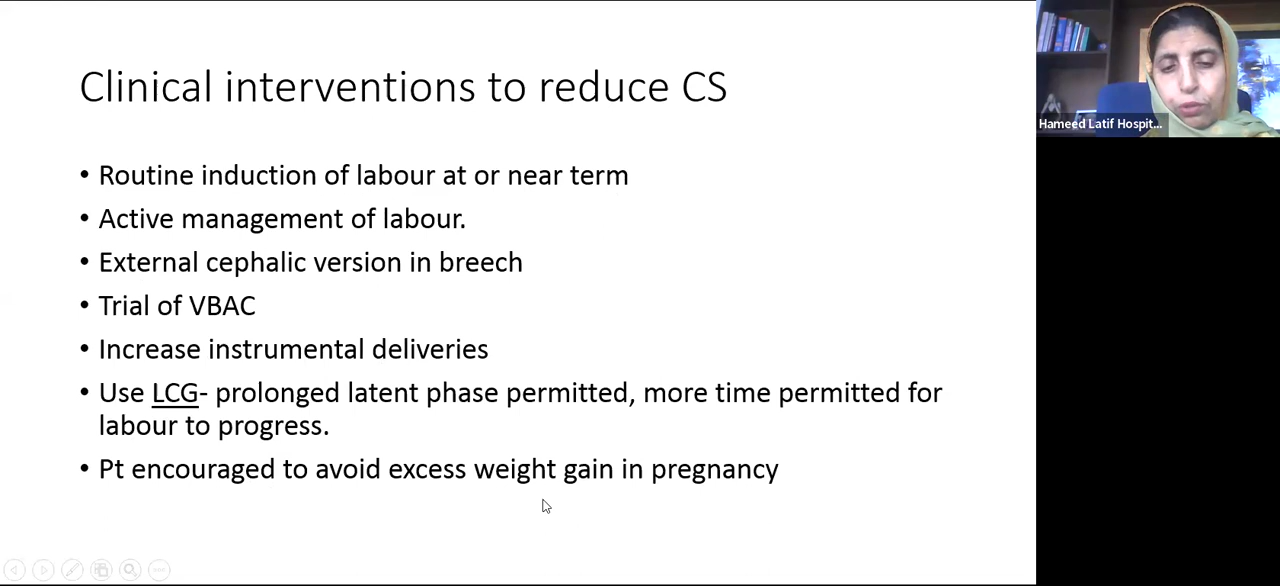 Clinical interventions to reduce CS
• Routine induction of labour at or near term
• Active management of labour.
• External cephalic version in breech
• Trial of VBAC
• Increase instrumental deliveries
• Use LCG- prolonged latent phase permitted, more time permitted for
labour to progress.
• Pt encouraged to avoid excess weight gain in pregnancy
Hameed Latif Hospit...